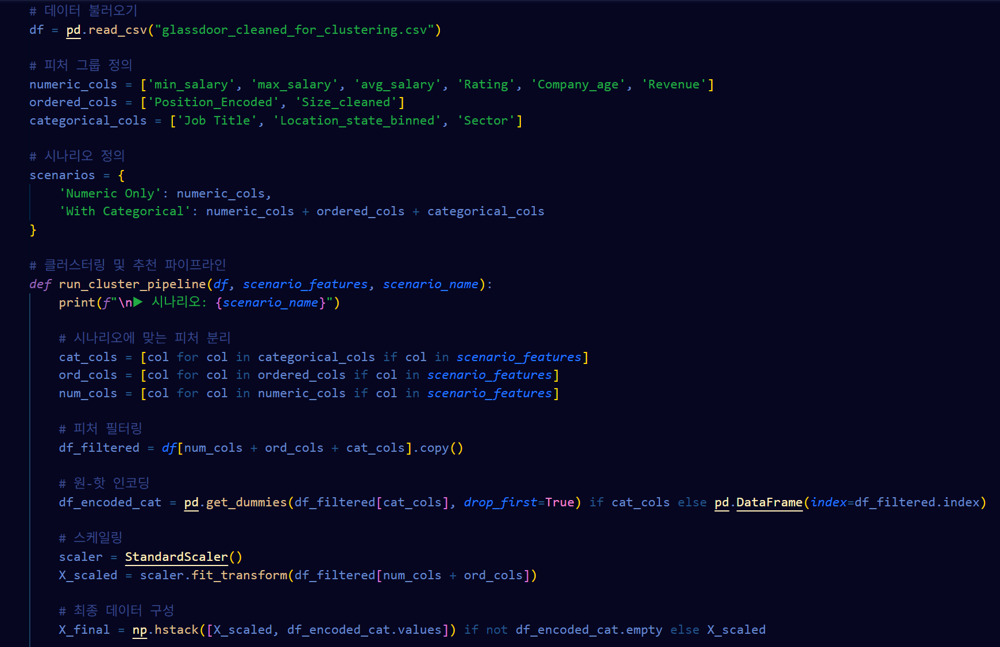 # 데이터 불러오기
df = pd.read_csv("glassdoor_cleaned_for_clustering.csv")
# 피처 그룹 정의
numeric_cols = ['min_salary', 'max_salary', 'avg_salary', 'Rating', 'Company_age', 'Revenue']
ordered_cols = ['Position_Encoded', 'Size_cleaned']
categorical_cols = ['Job Title', 'Location_state_binned', 'Sector']
# 시나리오 정의
scenarios = {
    'Numeric Only': numeric_cols,
    'With Categorical': numeric_cols + ordered_cols + categorical_cols
}
# 클러스터링 및 추천 파이프라인
def run_cluster_pipeline(df, scenario_features, scenario_name):
    print(f"\n▶ 시나리오: {scenario_name}")
    # 시나리오에 맞는 피처 분리
    cat_cols = [col for col in categorical_cols if col in scenario_features]
    ord_cols = [col for col in ordered_cols if col in scenario_features]
    num_cols = [col for col in numeric_cols if col in scenario_features]
    # 피처 필터링
    df_filtered = df[num_cols + ord_cols + cat_cols].copy()
    # 원-핫 인코딩
    df_encoded_cat = pd.get_dummies(df_filtered[cat_cols], drop_first=True) if cat_cols else pd.DataFrame(index=df_filtered.index)
    # 스케일링
    scaler = StandardScaler()
    X_scaled = scaler.fit_transform(df_filtered[num_cols + ord_cols])
    # 최종 데이터 구성
    X_final = np.hstack([X_scaled, df_encoded_cat.values]) if not df_encoded_cat.empty else X_scaled